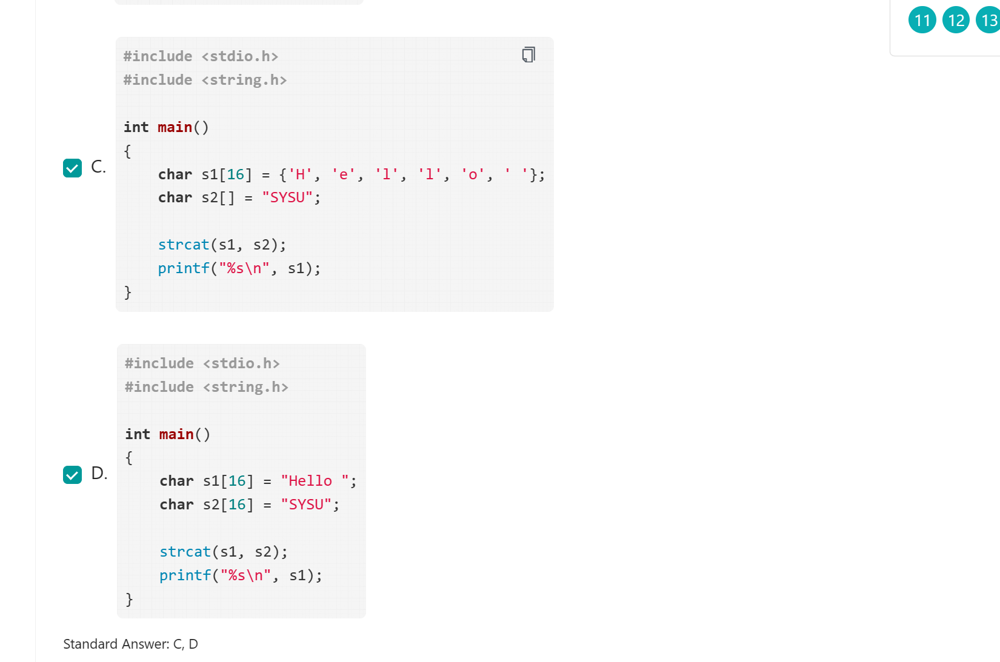 11 12 13
#include <stdio.h>
#include <string.h>
int main()
{
C.
char s1[16] = {'H', 'e', 'l', 'l', 'o', ' '};
char s2[] = "SYSU";
strcat(s1, s2);
printf("%s\n", s1);
}
#include <stdio.h>
#include <string.h>
int main()
{
D.
char s1[16] = "Hello ";
char s2[16] = "SYSU";
strcat(s1, s2);
printf("%s\n", s1);
}
Standard Answer: C, D